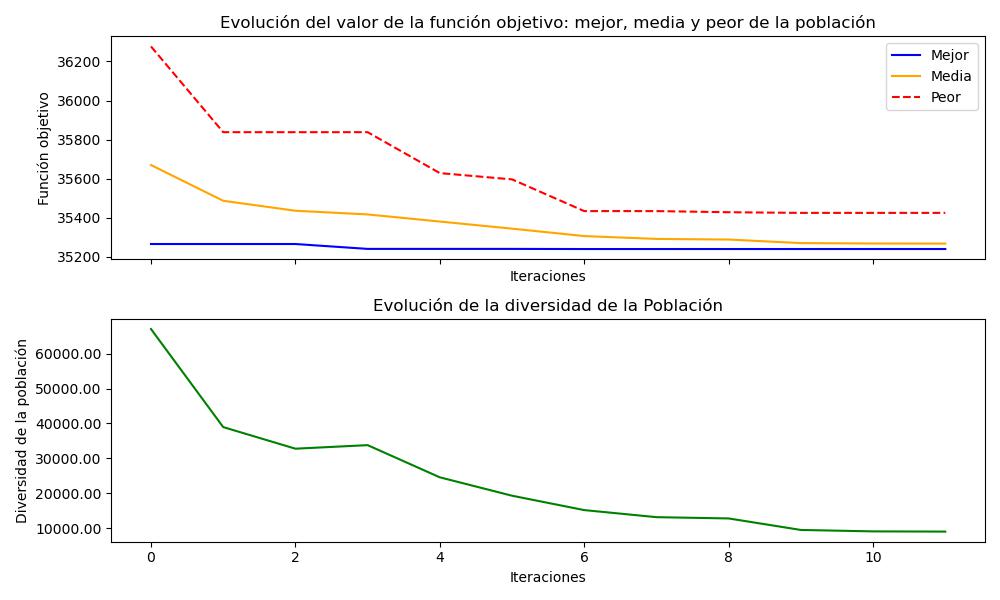 Evolución del valor de la función objetivo: mejor, media y peor de la población
Función objetivo
36200
36000
35800
35600
35400
35200
Mejor
Media
Peor
Iteraciones
Evolución de la diversidad de la Población
Diversidad de la población
60000.00
50000.00
40000.00
30000.00
20000.00
10000.00
0 2 4 6 8 10
Iteraciones